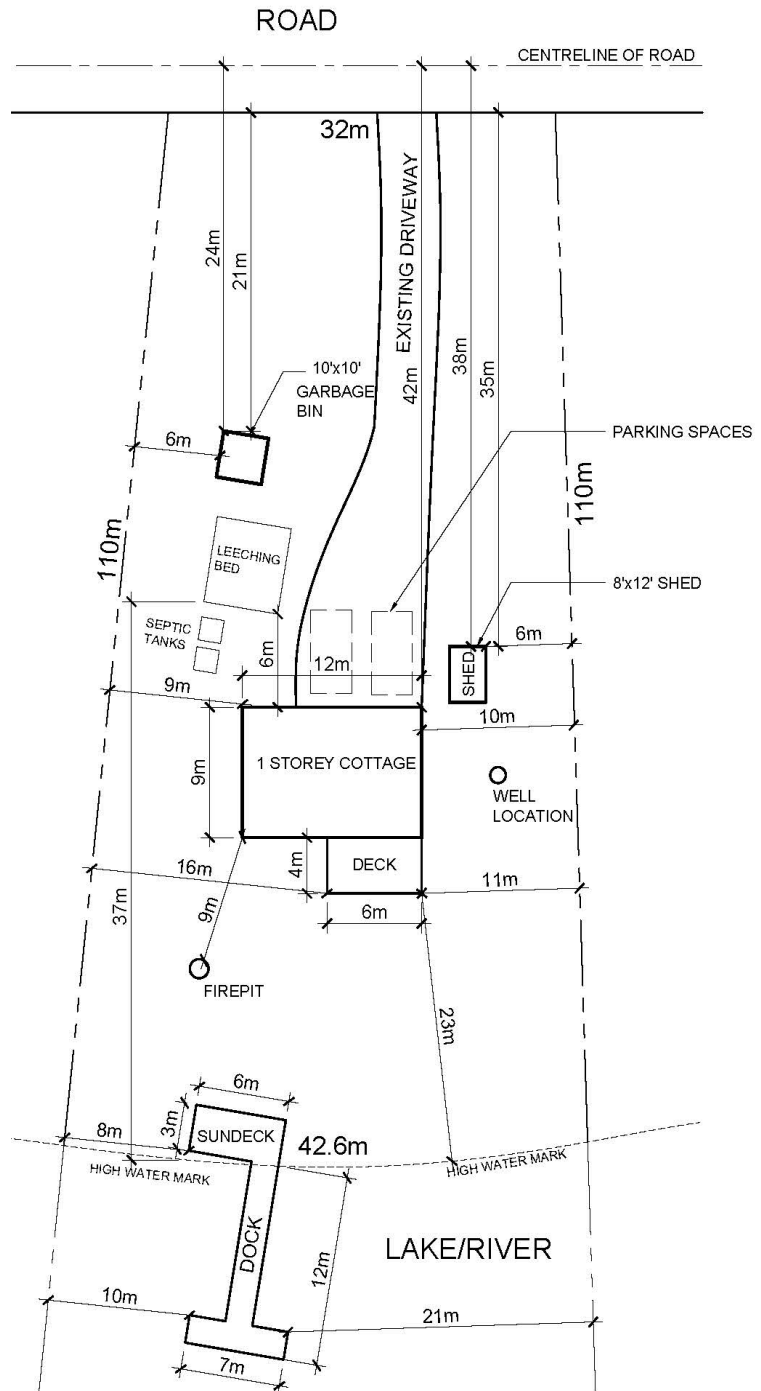 ROAD
CENTRELINE OF ROAD
32m
24m
21m
EXISTING DRIVEWAY
42m
38m
35m
10'x10'
GARBAGE
BIN
PARKING SPACES
6m
110m
110m
LEECHING
BED
8'x12' SHED
SEPTIC
TANKS
6m
12m
SHED
6m
9m
10m
9m
1 STOREY COTTAGE
WELL
LOCATION
4m
DECK
16m
11m
37m
9m
6m
FIREPIT
23m
6m
3m
SUNDECK
8m
42.6m
HIGH WATER MARK
HIGH WATER MARK
DOCK
12m
LAKE/RIVER
10m
21m
7m